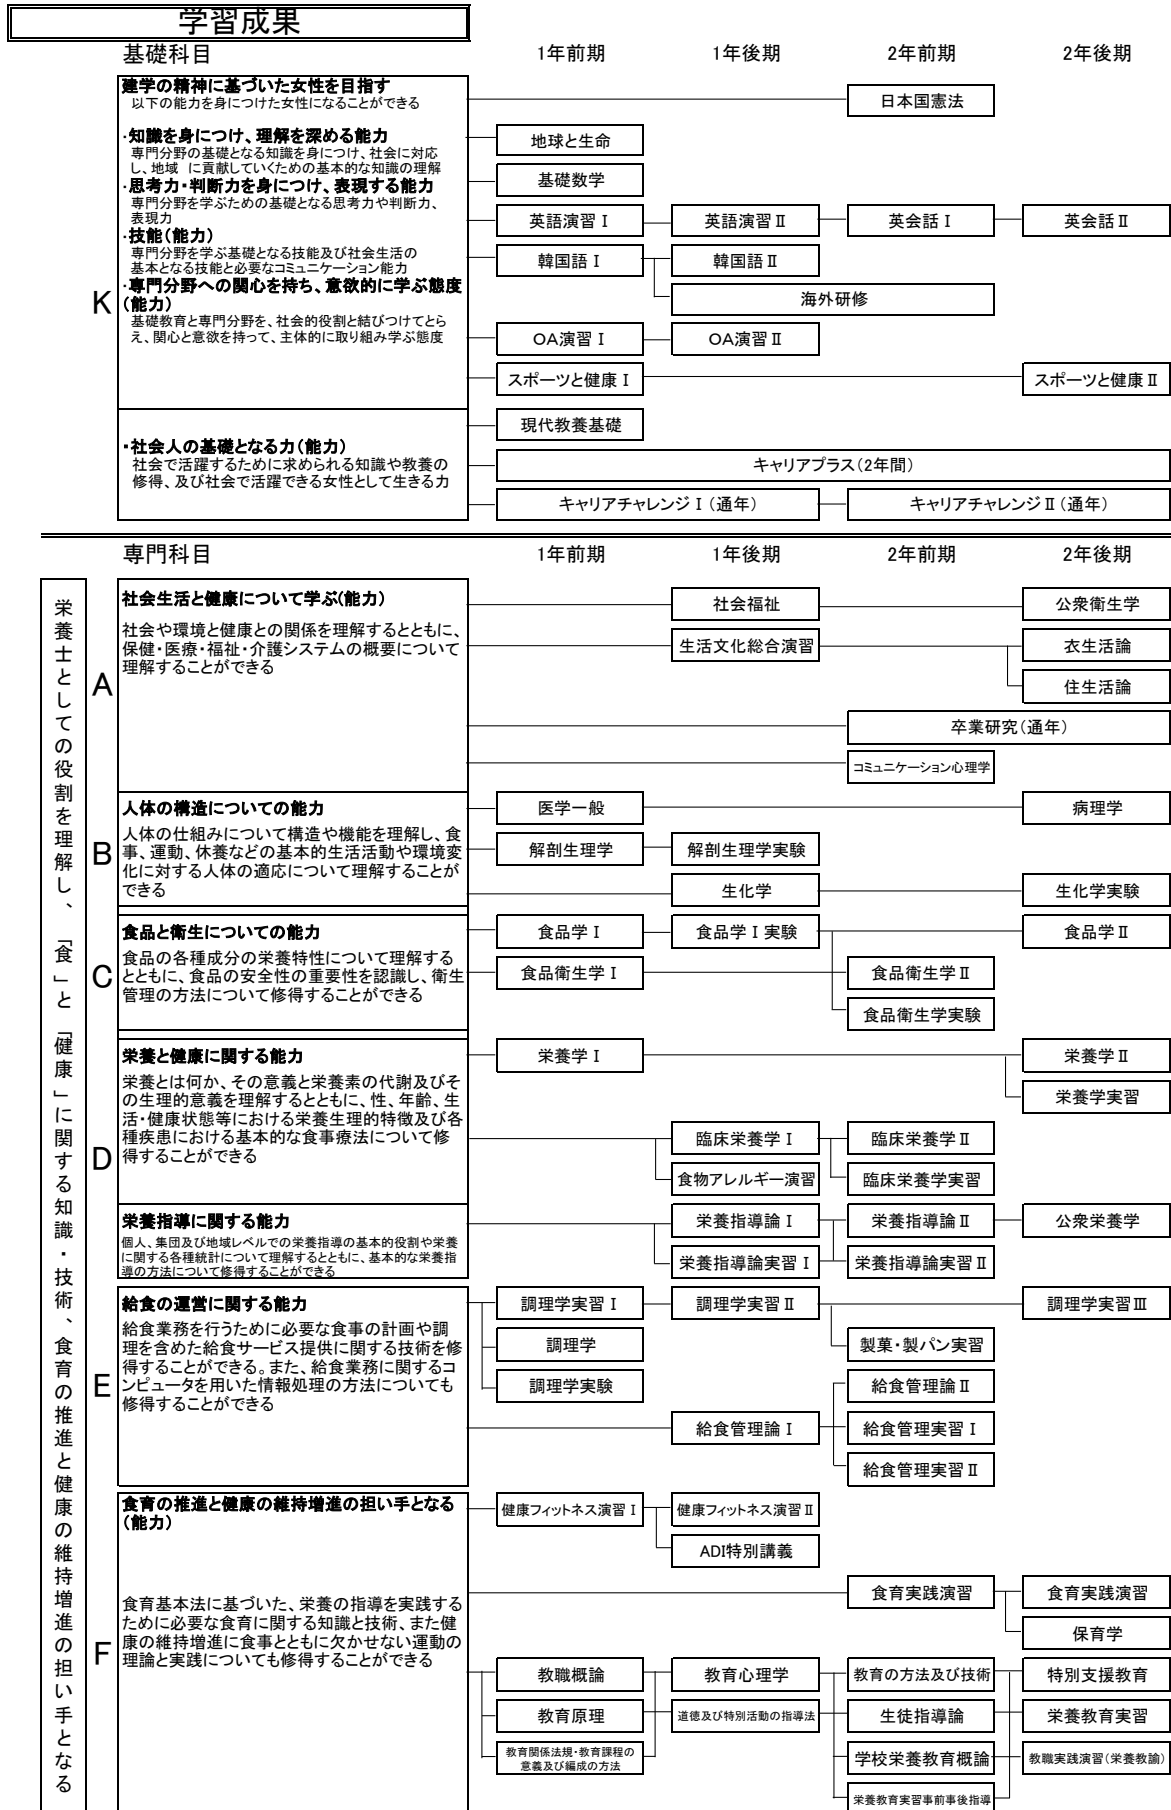 学習成果
基礎科目 1年前期 1年後期 2年前期 2年後期
K
建学の精神に基づいた女性を目指す
以下の能力を身につけた女性になることができる
・知識を身につけ、理解を深める能力
専門分野の基礎となる知識を身につけ、社会に対応
し、地域 に貢献していくための基本的な知識の理解
・思考力・判断力を身につけ、表現する能力
専門分野を学ぶための基礎となる思考力や判断力、
表現力
・技能(能力)
専門分野を学ぶ基礎となる技能及び社会生活の
基本となる技能と必要なコミュニケーション能力
・専門分野への関心を持ち、意欲的に学ぶ態度
(能力)
基礎教育と専門分野を、社会的役割と結びつけてとら
え、関心と意欲を持って、主体的に取り組み学ぶ態度
日本国憲法
地球と生命
基礎数学
英語演習Ⅰ 英語演習Ⅱ 英会話Ⅰ 英会話Ⅱ
韓国語Ⅰ 韓国語Ⅱ
海外研修
OA演習Ⅰ OA演習Ⅱ
スポーツと健康Ⅰ スポーツと健康Ⅱ
・社会人の基礎となる力(能力)
社会で活躍するために求められる知識や教養の
修得、及び社会で活躍できる女性として生きる力
現代教養基礎
キャリアプラス(2年間)
キャリアチャレンジⅠ(通年) キャリアチャレンジⅡ(通年)
専門科目 1年前期 1年後期 2年前期 2年後期
栄養士としての役割を理解し、「食」と「健康」に関する知識・技術、食育の推進と健康の維持増進の担い手となる
A
社会生活と健康について学ぶ(能力)
社会や環境と健康との関係を理解するとともに、
保健・医療・福祉・介護システムの概要について
理解することができる
社会福祉 公衆衛生学
生活文化総合演習 衣生活論
住生活論
卒業研究(通年)
コミュニケーション心理学
B
人体の構造についての能力
人体の仕組みについて構造や機能を理解し、食
事、運動、休養などの基本的生活活動や環境変
化に対する人体の適応について理解することが
できる
医学一般 病理学
解剖生理学 解剖生理学実験
生化学 生化学実験
C
食品と衛生についての能力
食品の各種成分の栄養特性について理解する
とともに、食品の安全性の重要性を認識し、衛生
管理の方法について修得することができる
食品学Ⅰ 食品学Ⅰ実験 食品学Ⅱ
食品衛生学Ⅰ 食品衛生学Ⅱ
食品衛生学実験
D
栄養と健康に関する能力
栄養とは何か、その意義と栄養素の代謝及びそ
の生理的意義を理解するとともに、性、年齢、生
活・健康状態等における栄養生理的特徴及び各
種疾患における基本的な食事療法について修
得することができる
栄養学Ⅰ 栄養学Ⅱ
栄養学実習
臨床栄養学Ⅰ 臨床栄養学Ⅱ
食物アレルギー演習 臨床栄養学実習
栄養指導に関する能力
個人、集団及び地域レベルでの栄養指導の基本的役割や栄養
に関する各種統計について理解するとともに、基本的な栄養指
導の方法について修得することができる
栄養指導論Ⅰ 栄養指導論Ⅱ 公衆栄養学
栄養指導論実習Ⅰ 栄養指導論実習Ⅱ
E
給食の運営に関する能力
給食業務を行うために必要な食事の計画や調
理を含めた給食サービス提供に関する技術を修
得することができる。また、給食業務に関するコ
ンピュータを用いた情報処理の方法についても
修得することができる
調理学実習Ⅰ 調理学実習Ⅱ 調理学実習Ⅲ
調理学 製菓・製パン実習
調理学実験 給食管理論Ⅱ
給食管理論Ⅰ 給食管理実習Ⅰ
給食管理実習Ⅱ
F
食育の推進と健康の維持増進の担い手となる
(能力)
食育基本法に基づいた、栄養の指導を実践する
ために必要な食育に関する知識と技術、また健
康の維持増進に食事とともに欠かせない運動の
理論と実践についても修得することができる
健康フィットネス演習Ⅰ 健康フィットネス演習Ⅱ
ADI特別講義
食育実践演習 食育実践演習
保育学
教職概論 教育心理学 教育の方法及び技術 特別支援教育
教育原理 道徳及び特別活動の指導法 生徒指導論 栄養教育実習
教育関係法規・教育課程の
意義及び編成の方法
学校栄養教育概論 教職実践演習(栄養教諭)
栄養教育実習事前事後指導